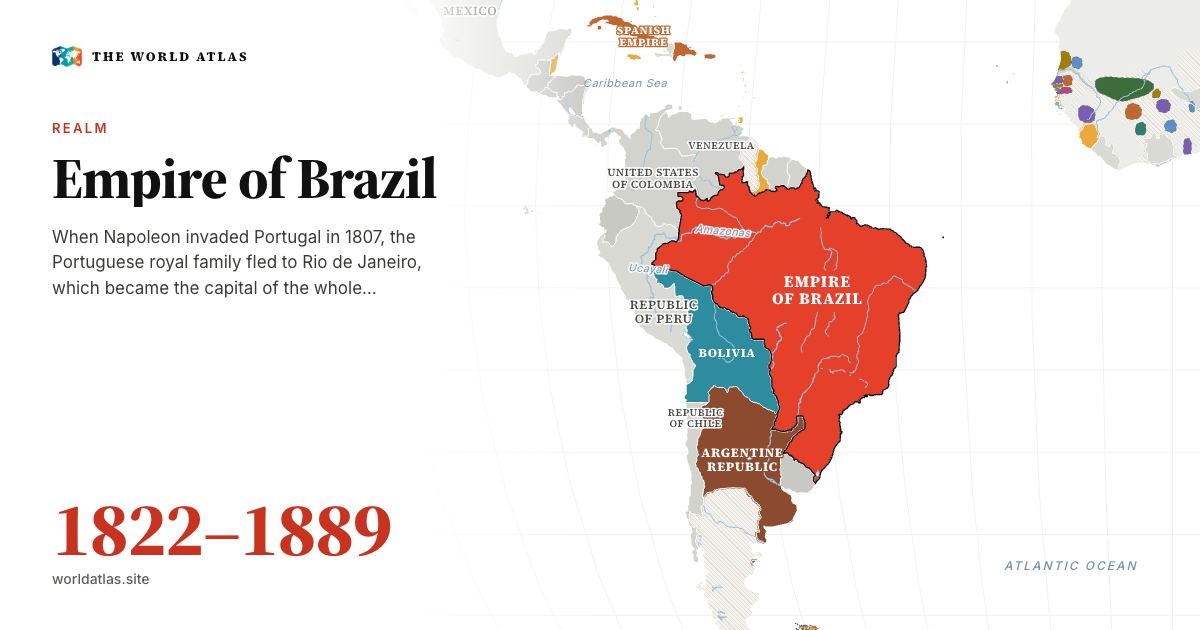 THE WORLD ATLAS
REALM
Empire of Brazil
When Napoleon invaded Portugal in 1807, the
Portuguese royal family fled to Rio de Janeiro,
which became the capital of the whole...
1822–1889
worldatlas.site
MEXICO
SPANISH
EMPIRE
Caribbean Sea
VENEZUELA
UNITED STATES
OF COLOMBIA
Amazonas
Ucayali
EMPIRE
OF BRAZIL
REPUBLIC
OF PERU
BOLIVIA
REPUBLIC
OF CHILE
ARGENTINE
REPUBLIC
ATLANTIC OCEAN